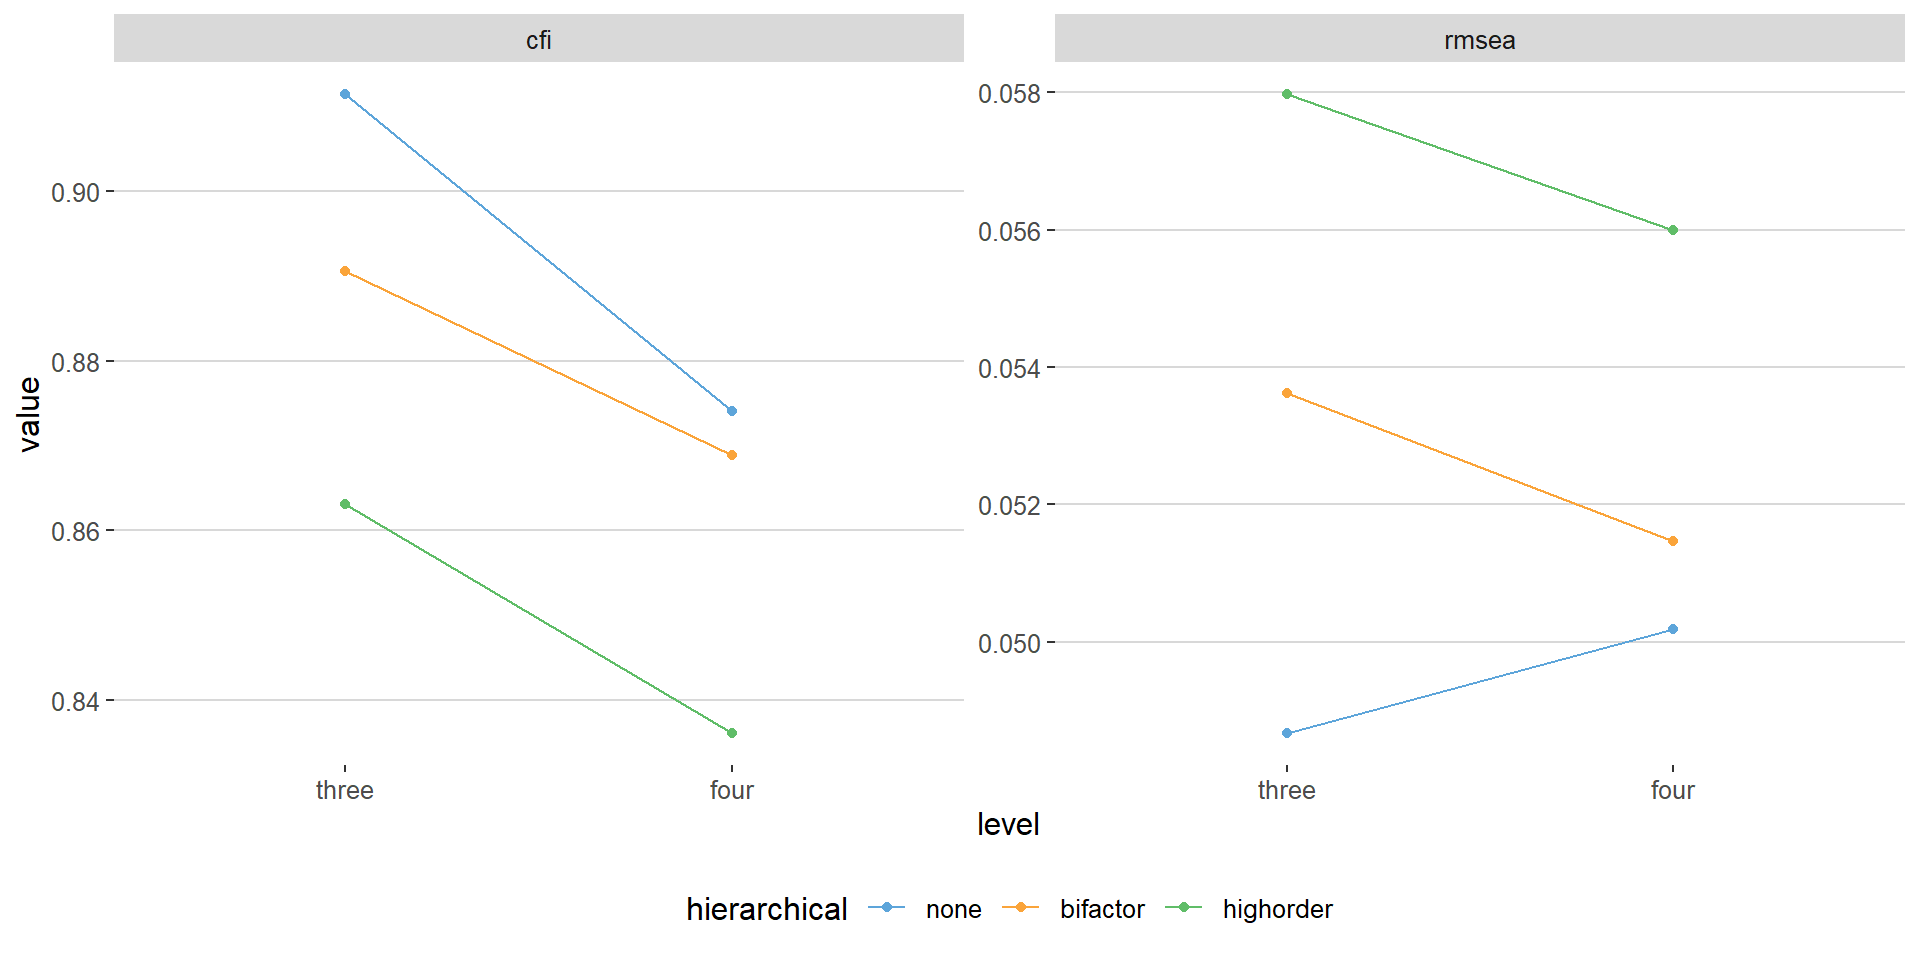 cfi
rmsea
value
0.90
0.88
0.86
0.84
0.058
0.056
0.054
0.052
0.050
three four
three four
level
hierarchical none bifactor highorder